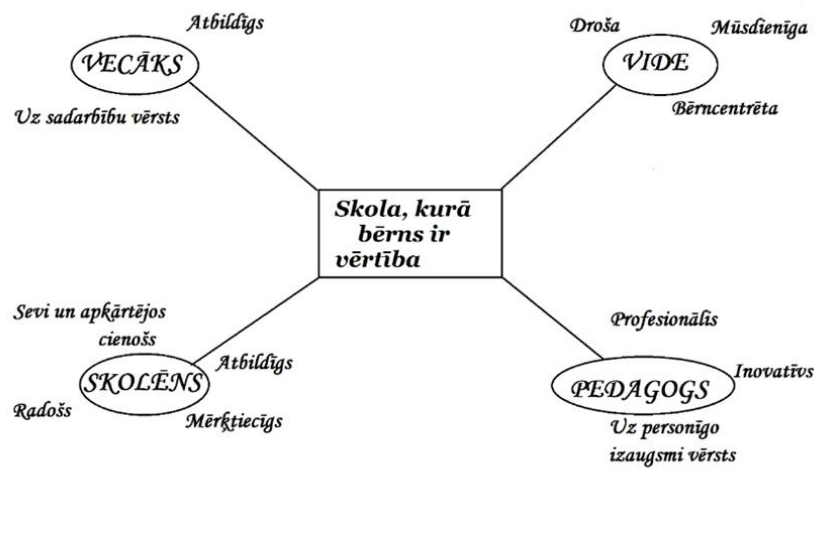 Atbildīgs
VECĀKS
Uz sadarbību vērsts
Droša
Mūsdienīga
VIDE
Bērncentrēta
Skola, kurā
bērns ir
vērtība
Sevi un apkārtējos
cienošs
Atbildīgs
SKOLĒNS
Radošs
Mērķtiecīgs
Profesionālis
Inovatīvs
PEDAGOGS
Uz personīgo
izaugsmi vērsts